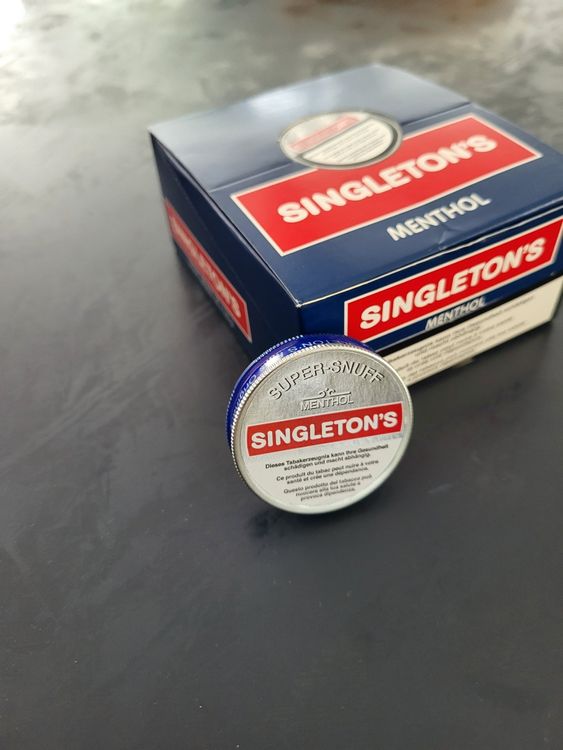 SINGLETON'S
MENTHOL
SINGLETON'S
SINGLETON'S
MENTHOL
SUPER-SNUFF
MENTHOL
SINGLETON'S
Dieses Tabakerzeugnis kann Ihre Gesundheit
schädigen und macht abhängig.
Ce produit du tabac peut nuire à votre
santé et crée une dépendance.
Questo prodotto del tabacco può
nuocere alla tua salute e
provoca dipendenza.